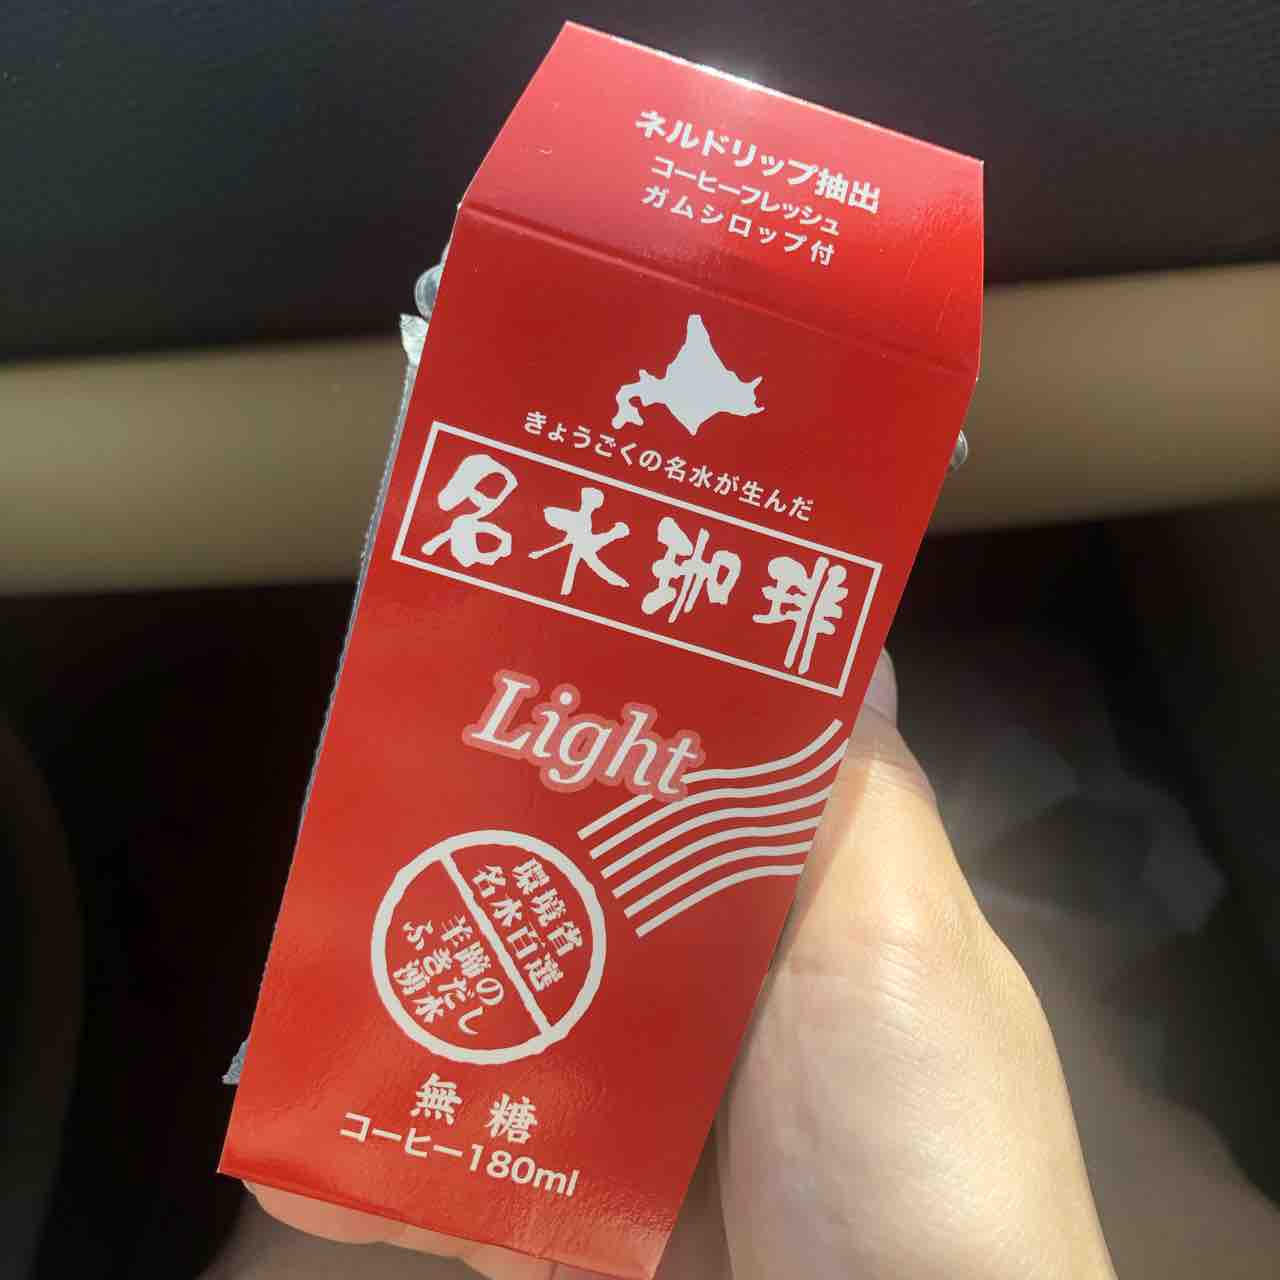 ネルドリップ抽出
コーヒーフレッシュ
ガムシロップ付
きょうごくの名水が生んだ
名水珈琲
Light
環境省
名水百選
羊蹄の
ふきだし
湧水
無糖
コーヒー180ml